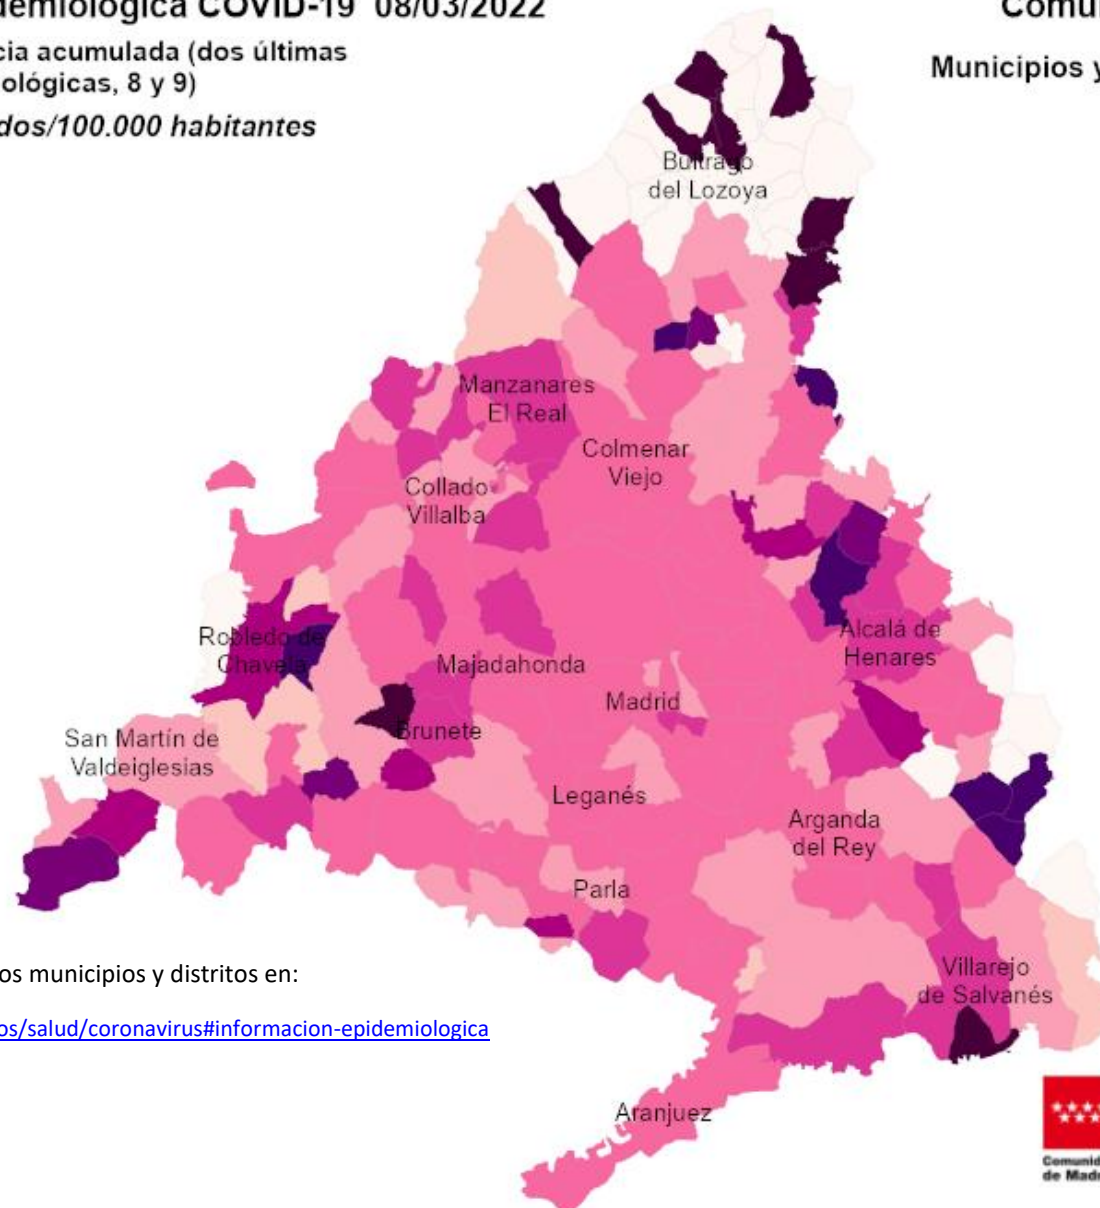 demiológica COVID-19 08/03/2022
Comu
cia acumulada (dos últimas
ológicas, 8 y 9)
Municipios y
dos/100.000 habitantes
Buitrago
del Lozoya
Manzanares
El Real
Colmenar
Viejo
Collado
Villalba
Robledo de
Chavela
Alcalá de
Henares
Majadahonda
Madrid
Brunete
San Martín de
Valdeiglesias
Leganés
Arganda
del Rey
Parla
Villarejo
de Salvanés
os municipios y distritos en:
os/salud/coronavirus#informacion-epidemiologica
Aranjuez
Comunid
de Madr